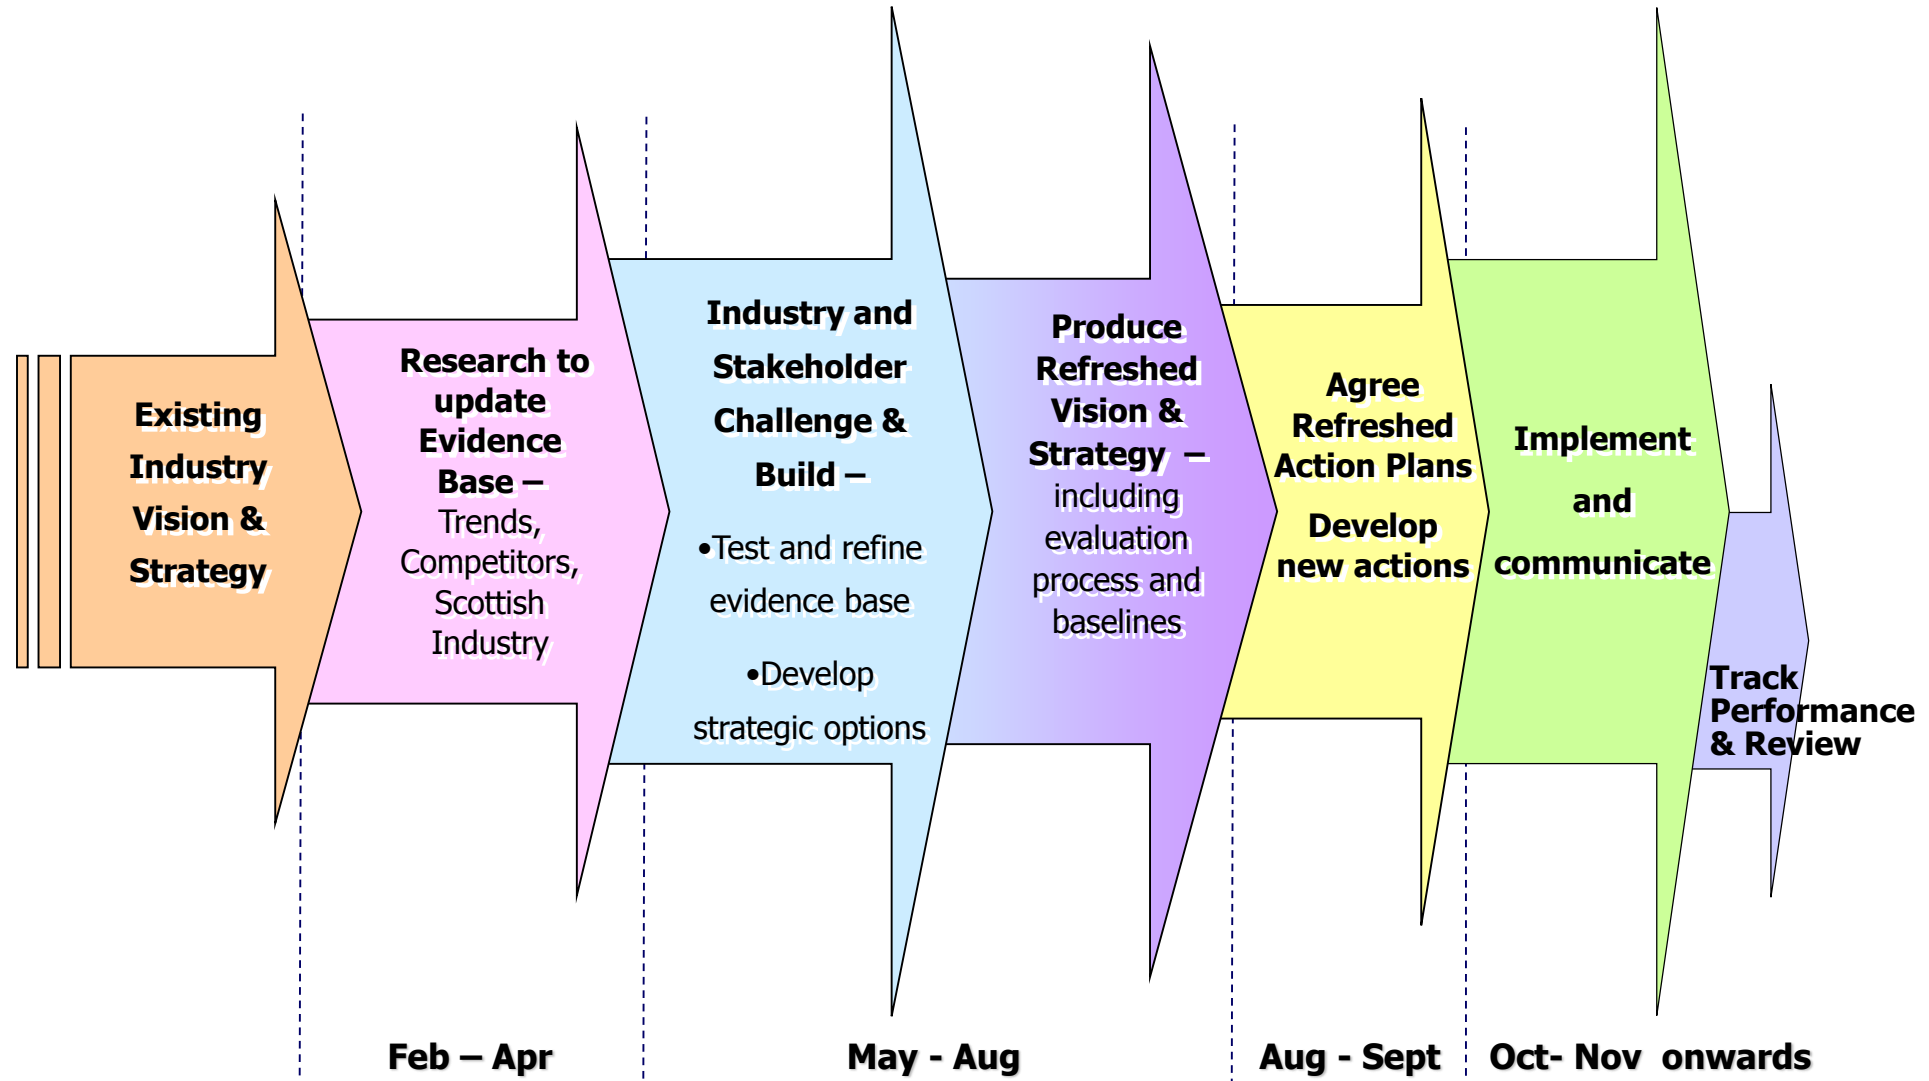 Existing
Industry
Vision &
Strategy
Research to
update
Evidence
Base –
Trends,
Competitors,
Scottish
Industry
Industry and
Stakeholder
Challenge &
Build –
•Test and refine
evidence base
•Develop
strategic options
Produce
Refreshed
Vision &
Strategy –
including
evaluation
process and
baselines
Agree
Refreshed
Action Plans
Develop
new actions
Implement
and
communicate
Track
Performance
& Review
Feb – Apr
May - Aug
Aug - Sept
Oct- Nov onwards